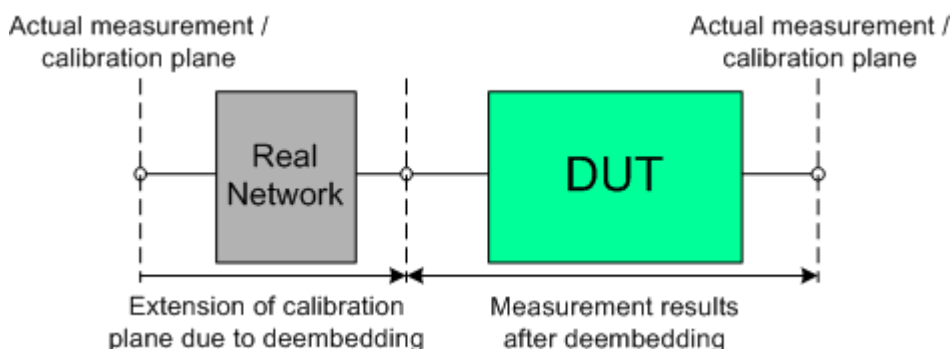 Actual measurement /
calibration plane
Actual measurement /
calibration plane
Real
Network
DUT
Extension of calibration
plane due to deembedding
Measurement results
after deembedding